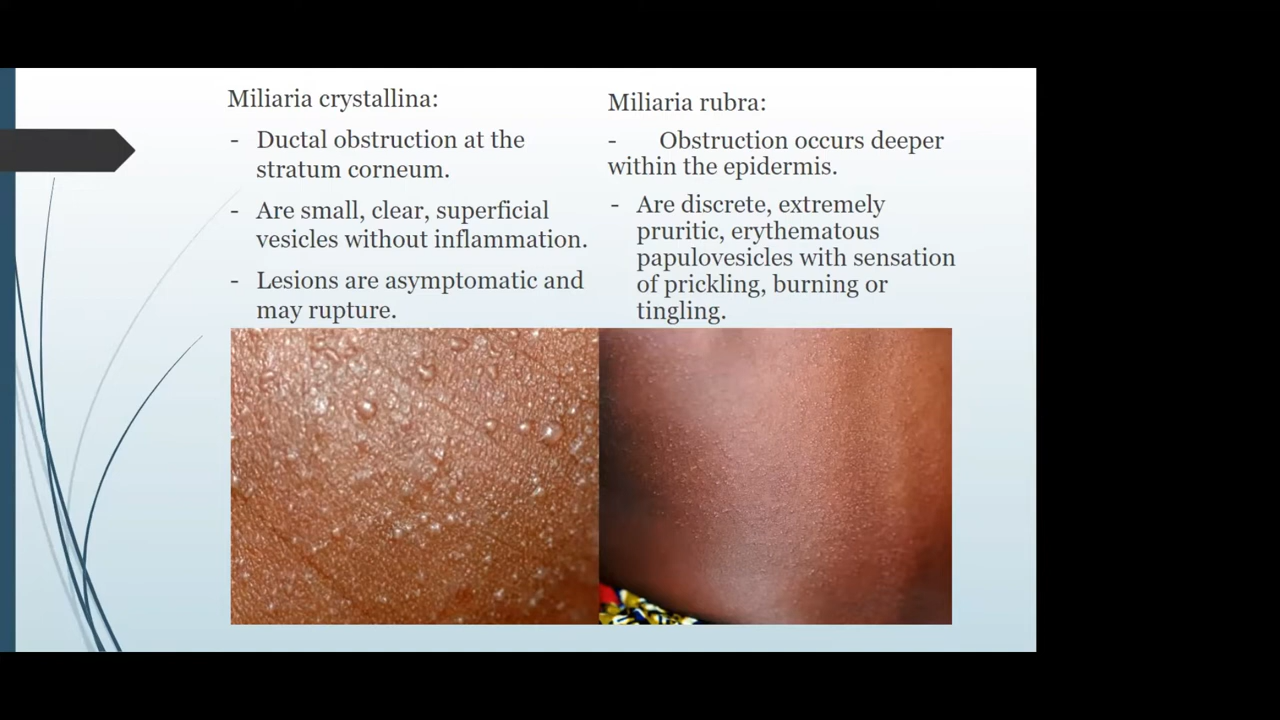 Miliaria crystallina:
- Ductal obstruction at the
stratum corneum.
- Are small, clear, superficial
vesicles without inflammation.
- Lesions are asymptomatic and
may rupture.
Miliaria rubra:
- Obstruction occurs deeper
within the epidermis.
- Are discrete, extremely
pruritic, erythematous
papulovesicles with sensation
of prickling, burning or
tingling.